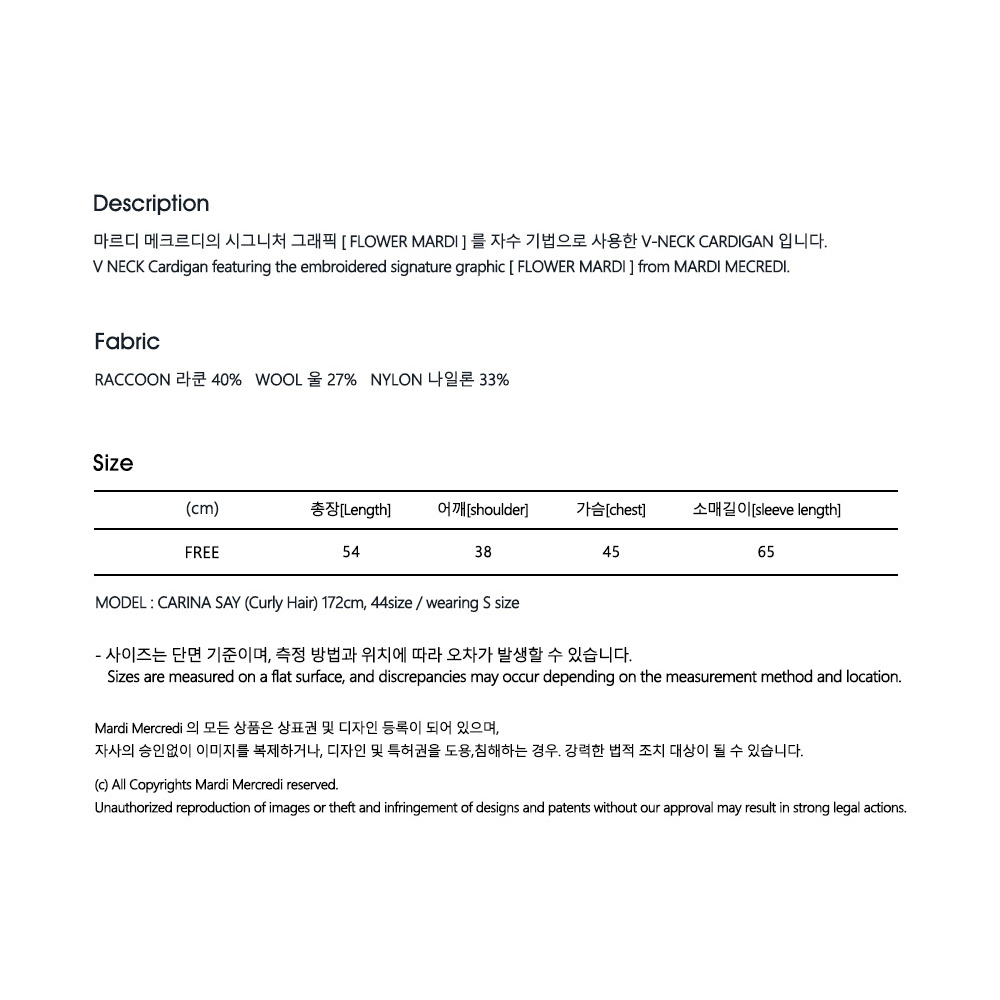 Description
마르디 메크르디의 시그니처 그래픽 [ FLOWER MARDI ] 를 자수 기법으로 사용한 V-NECK CARDIGAN 입니다.
V NECK Cardigan featuring the embroidered signature graphic [ FLOWER MARDI ] from MARDI MECREDI.
Fabric
RACCOON 라쿤 40% WOOL 울 27% NYLON 나일론 33%
Size
(cm) 총장[Length] 어깨[shoulder] 가슴[chest] 소매길이[sleeve length]
FREE 54 38 45 65
MODEL : CARINA SAY (Curly Hair) 172cm, 44size / wearing S size
- 사이즈는 단면 기준이며, 측정 방법과 위치에 따라 오차가 발생할 수 있습니다.
Sizes are measured on a flat surface, and discrepancies may occur depending on the measurement method and location.
Mardi Mercredi 의 모든 상품은 상표권 및 디자인 등록이 되어 있으며,
자사의 승인없이 이미지를 복제하거나, 디자인 및 특허권을 도용,침해하는 경우. 강력한 법적 조치 대상이 될 수 있습니다.
(c) All Copyrights Mardi Mercredi reserved.
Unauthorized reproduction of images or theft and infringement of designs and patents without our approval may result in strong legal actions.